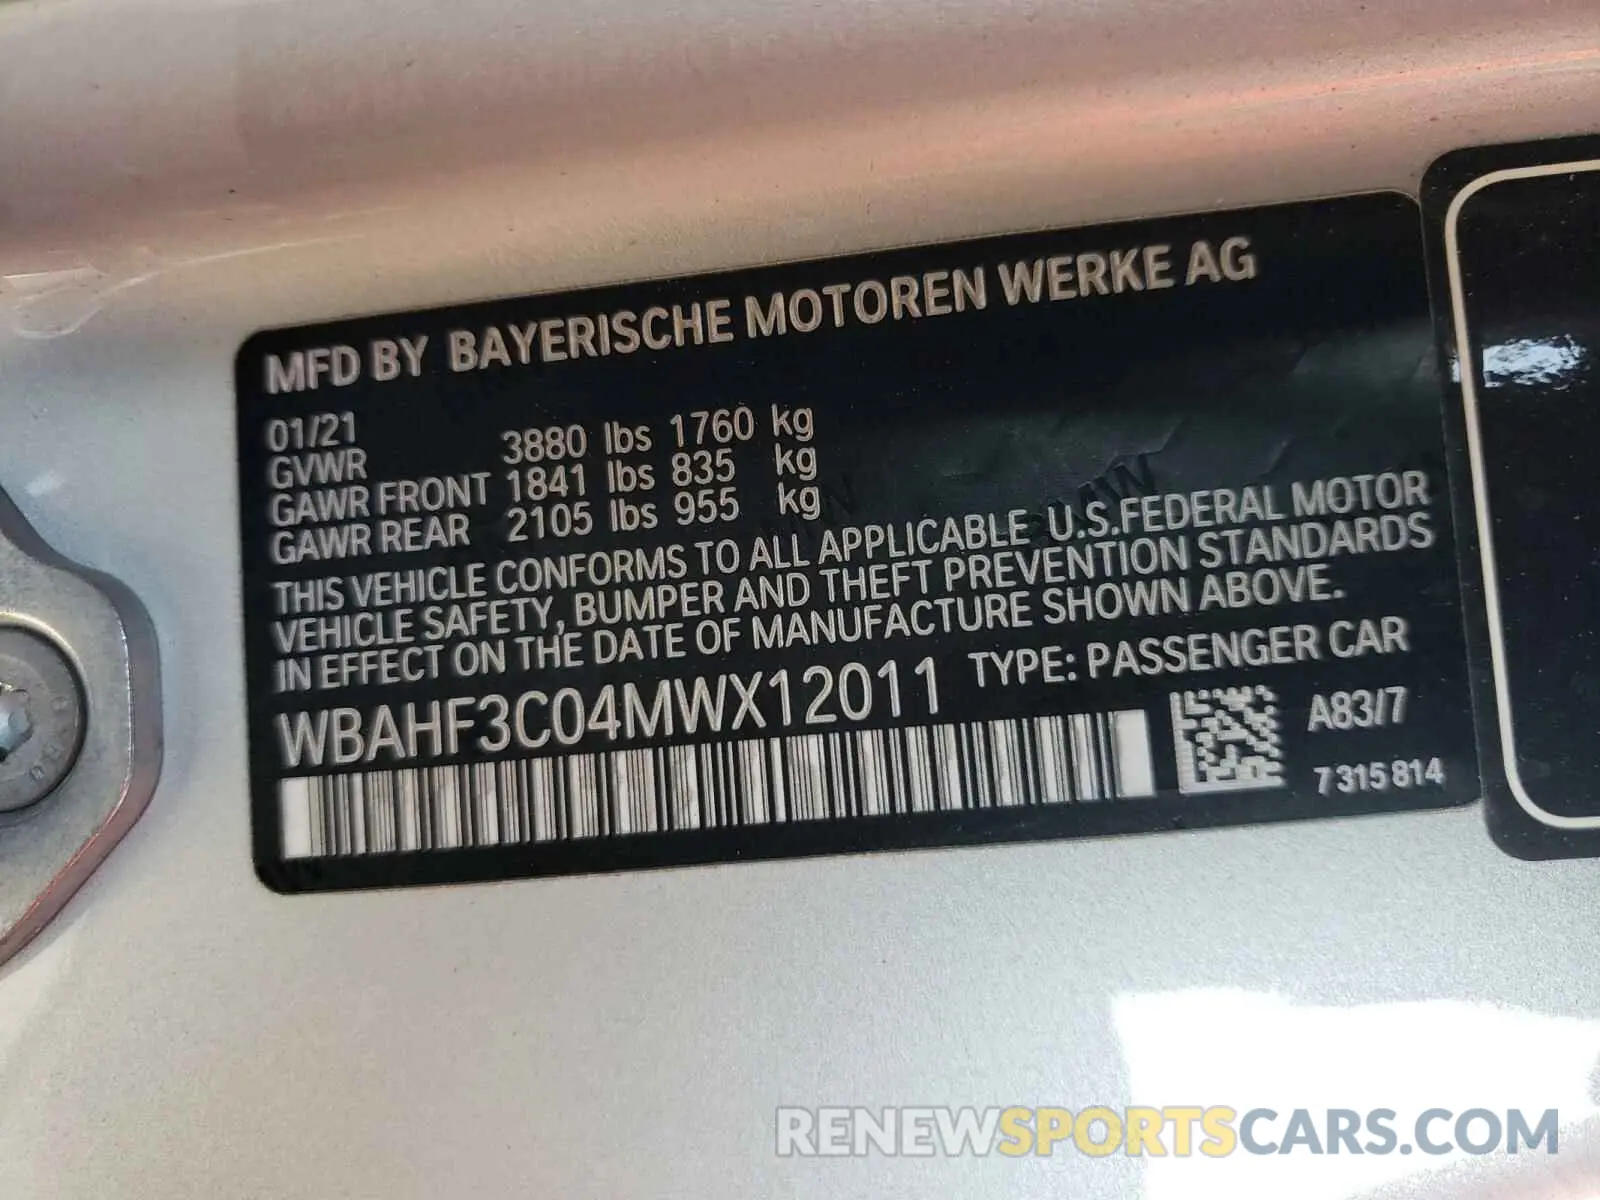 MFD BY BAYERISCHE MOTOREN WERKE AG
01/21
GVWR 3880 lbs 1760 kg
GAWR FRONT 1841 lbs 835 kg
GAWR REAR 2105 lbs 955 kg
THIS VEHICLE CONFORMS TO ALL APPLICABLE U.S.FEDERAL MOTOR
VEHICLE SAFETY, BUMPER AND THEFT PREVENTION STANDARDS
IN EFFECT ON THE DATE OF MANUFACTURE SHOWN ABOVE.
WBAHF3C04MWX12011 TYPE: PASSENGER CAR
A83/7
7 315 814
RENEWSPORTSCARS.COM